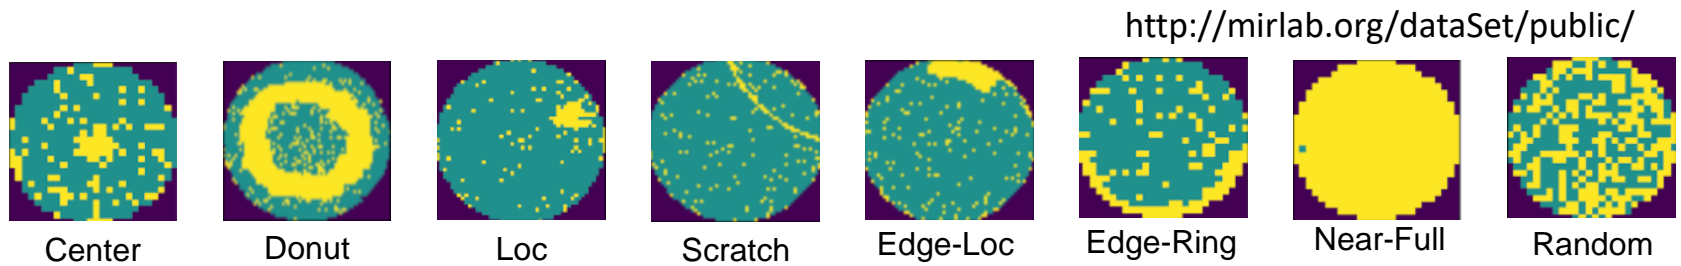 http://mirlab.org/dataSet/public/
Center
Donut
Loc
Scratch
Edge-Loc
Edge-Ring
Near-Full
Random